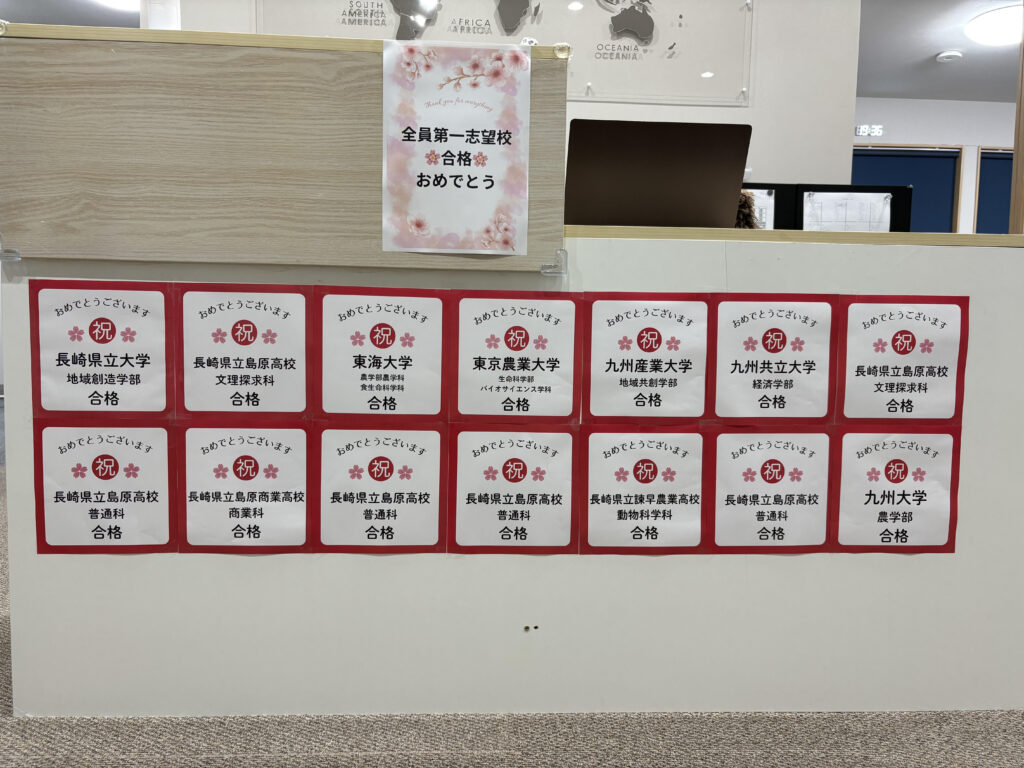 SOUTH
AMERICA
AFRICA
OCEANIA
19:36
Thank you for everything
全員第一志望校
合格
おめでとう
おめでとうございます
祝
長崎県立大学
地域創造学部
合格
おめでとうございます
祝
長崎県立島原高校
文理探求科
合格
おめでとうございます
祝
東海大学
農学部農学科
食生命科学科
合格
おめでとうございます
祝
東京農業大学
生命科学部
バイオサイエンス学科
合格
おめでとうございます
祝
九州産業大学
地域共創学部
合格
おめでとうございます
祝
九州共立大学
経済学部
合格
おめでとうございます
祝
長崎県立島原高校
文理探求科
合格
おめでとうございます
祝
長崎県立島原高校
普通科
合格
おめでとうございます
祝
長崎県立島原商業高校
商業科
合格
おめでとうございます
祝
長崎県立島原高校
普通科
合格
おめでとうございます
祝
長崎県立島原高校
普通科
合格
おめでとうございます
祝
長崎県立諫早農業高校
動物科学科
合格
おめでとうございます
祝
長崎県立島原高校
普通科
合格
おめでとうございます
祝
九州大学
農学部
合格